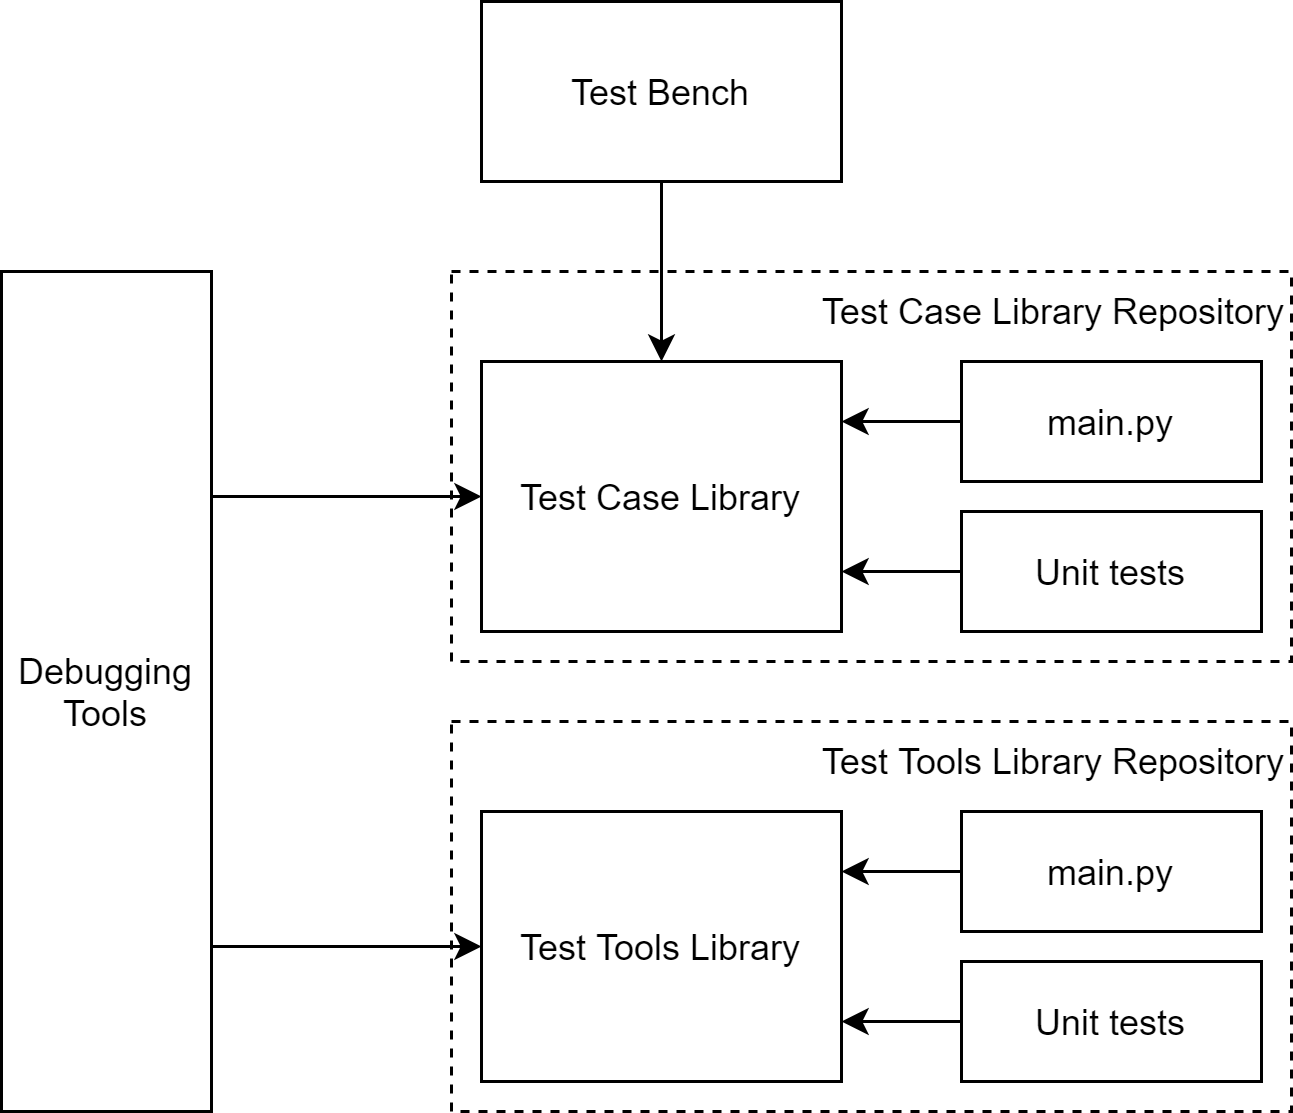 Test Bench
Test Case Library Repository
main.py
Test Case Library
Unit tests
Debugging
Tools
Test Tools Library Repository
main.py
Test Tools Library
Unit tests